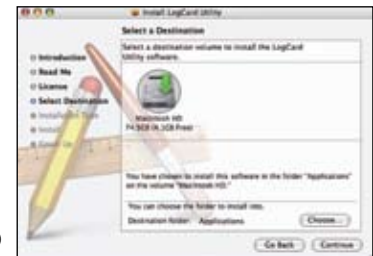 Install LogCard Utility
Select a Destination
Introduction
Read Me
License
Select Destination
Select a destination volume to install the LogCard
Utility software.
Macintosh HD
You have chosen to install this software in the folder "Applications"
on the volume "Macintosh HD."
You can choose the folder to install into.
Destination folder: Applications
Choose...
Go Back
Continue